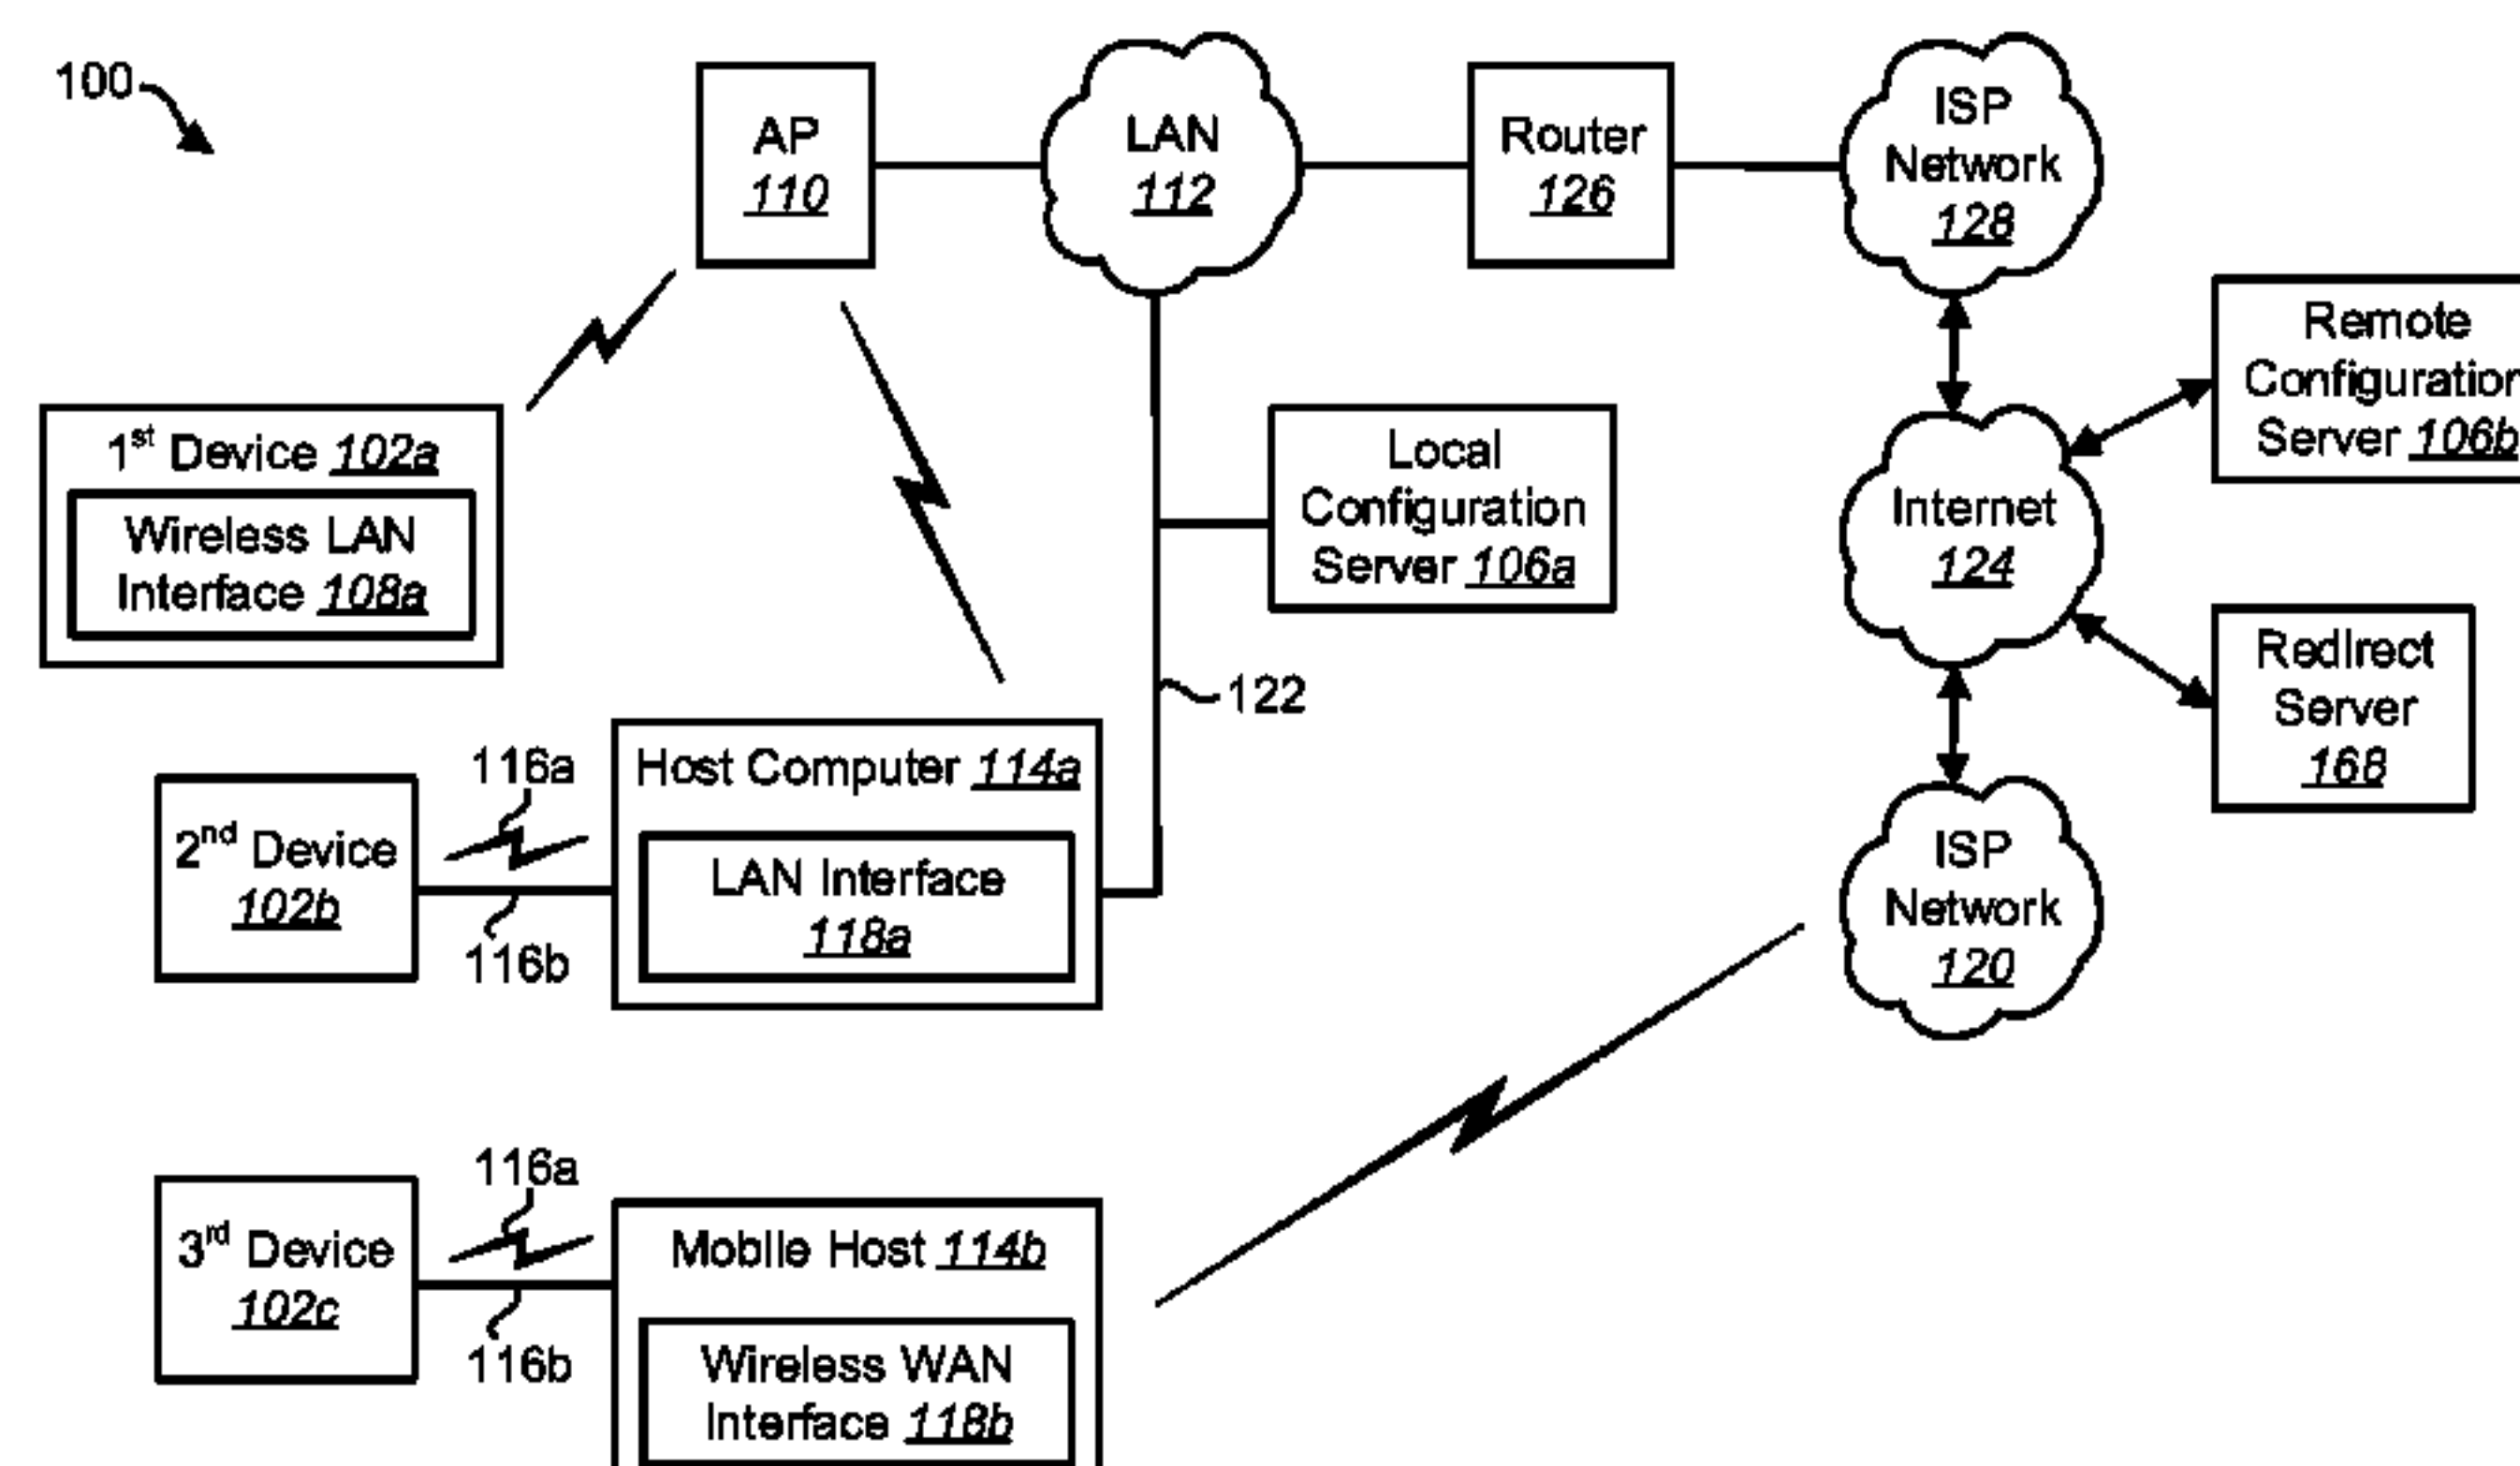 100
AP
110
LAN
112
Router
126
ISP
Network
128
Remote
Configuration
Server 106b
1st Device 102a
Wireless LAN
Interface 108a
Local
Configuration
Server 106a
Internet
124
Redirect
Server
168
122
Host Computer 114a
LAN Interface
118a
116a
2nd Device
102b
116b
ISP
Network
120
116a
3rd Device
102c
116b
Mobile Host 114b
Wireless WAN
Interface 118b